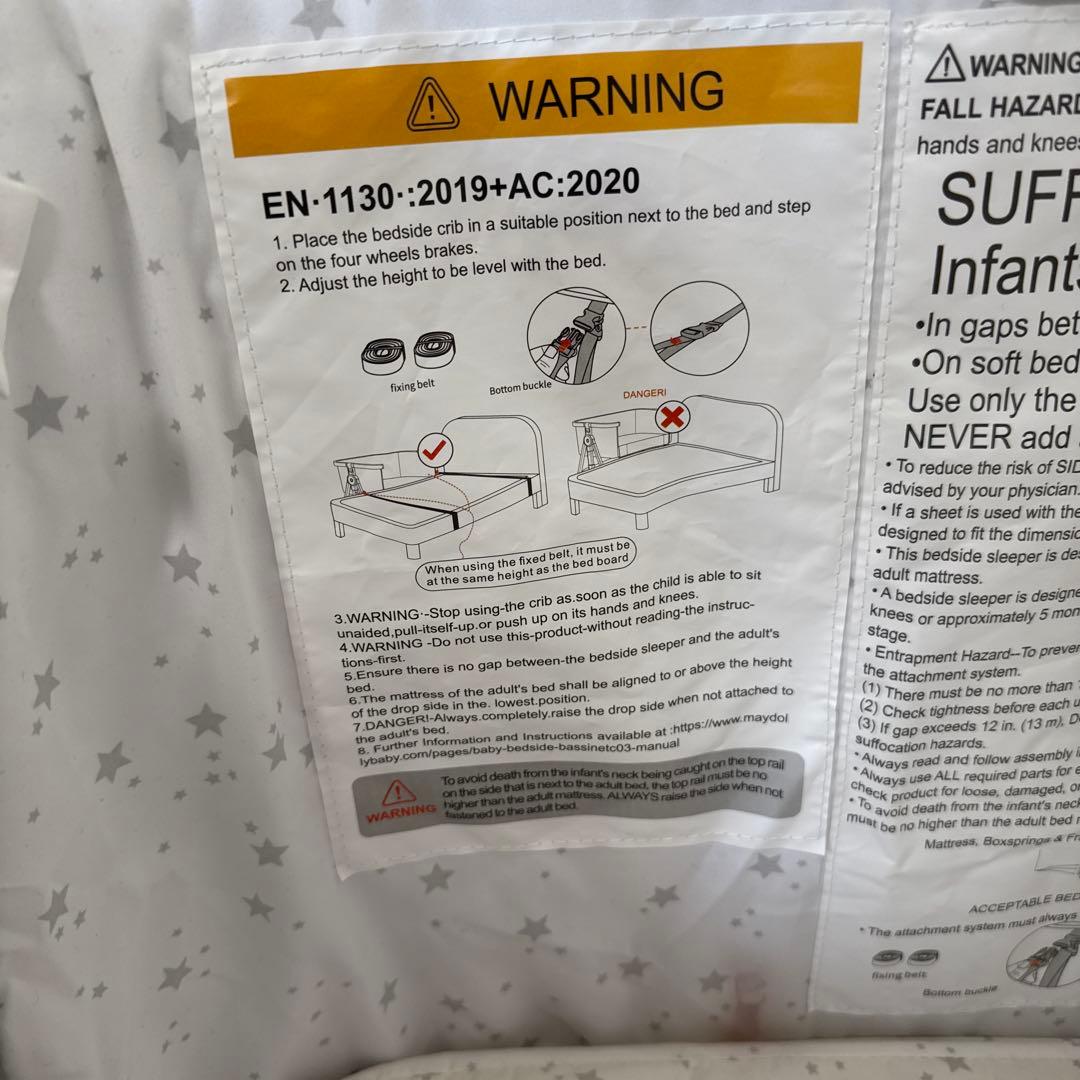 WARNING
EN·1130·:2019+AC:2020
1. Place the bedside crib in a suitable position next to the bed and step
on the four wheels brakes.
2. Adjust the height to be level with the bed.
fixing belt
Bottom buckle
DANGER!
When using the fixed belt, it must be
at the same height as the bed board
3.WARNING·-Stop using-the crib as.soon as the child is able to sit
unaided,pull-itself-up.or push up on its hands and knees.
4.WARNING -Do not use this-product-without reading-the instruc-
tions-first.
5.Ensure there is no gap between-the bedside sleeper and the adult's
bed.
6.The mattress of the adult's bed shall be aligned to or above the height
of the drop side in the. lowest.position.
7.DANGER!-Always.completely.raise the drop side when not attached to
the adult's bed.
8. Further Information and Instructions available at :https://www.maydol
lybaby.com/pages/baby-bedside-bassinetc03-manual
WARNING
To avoid death from the infant's neck being caught on the top rail
on the side that is next to the adult bed, the top rail must be no
higher than the adult mattress. ALWAYS raise the side when not
fastened to the adult bed.
WARNING
FALL HAZARD
hands and knees
SUFF
Infants
•In gaps bet
•On soft bed
Use only the
NEVER add
• To reduce the risk of SID
advised by your physician.
• If a sheet is used with the
designed to fit the dimensio
• This bedside sleeper is des
adult mattress.
• A bedside sleeper is designe
knees or approximately 5 mon
stage.
• Entrapment Hazard--To preven
the attachment system.
(1) There must be no more than
(2) Check tightness before each u
(3) If gap exceeds 12 in. (13 m), Do
suffocation hazards.
• Always read and follow assembly i
• Always use ALL required parts for e
check product for loose, damaged, or
• To avoid death from the infant's neck
must be no higher than the adult bed
Mattress, Boxsprings & Fr
ACCEPTABLE BED
• The attachment system must always
fixing belt
Bottom buckle